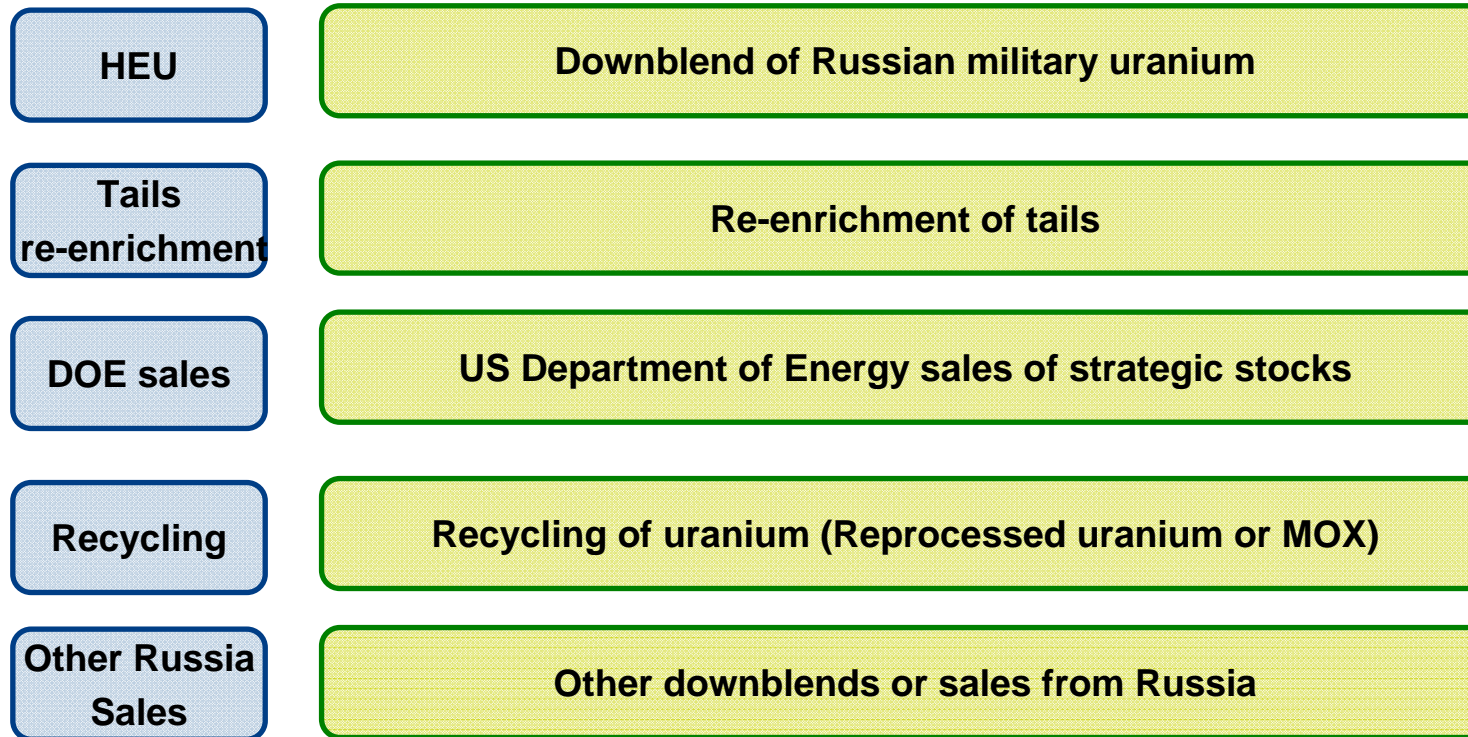 HEU
Downblend of Russian military uranium
Tails
re-enrichment
Re-enrichment of tails
DOE sales
US Department of Energy sales of strategic stocks
Recycling
Recycling of uranium (Reprocessed uranium or MOX)
Other Russia
Sales
Other downblends or sales from Russia